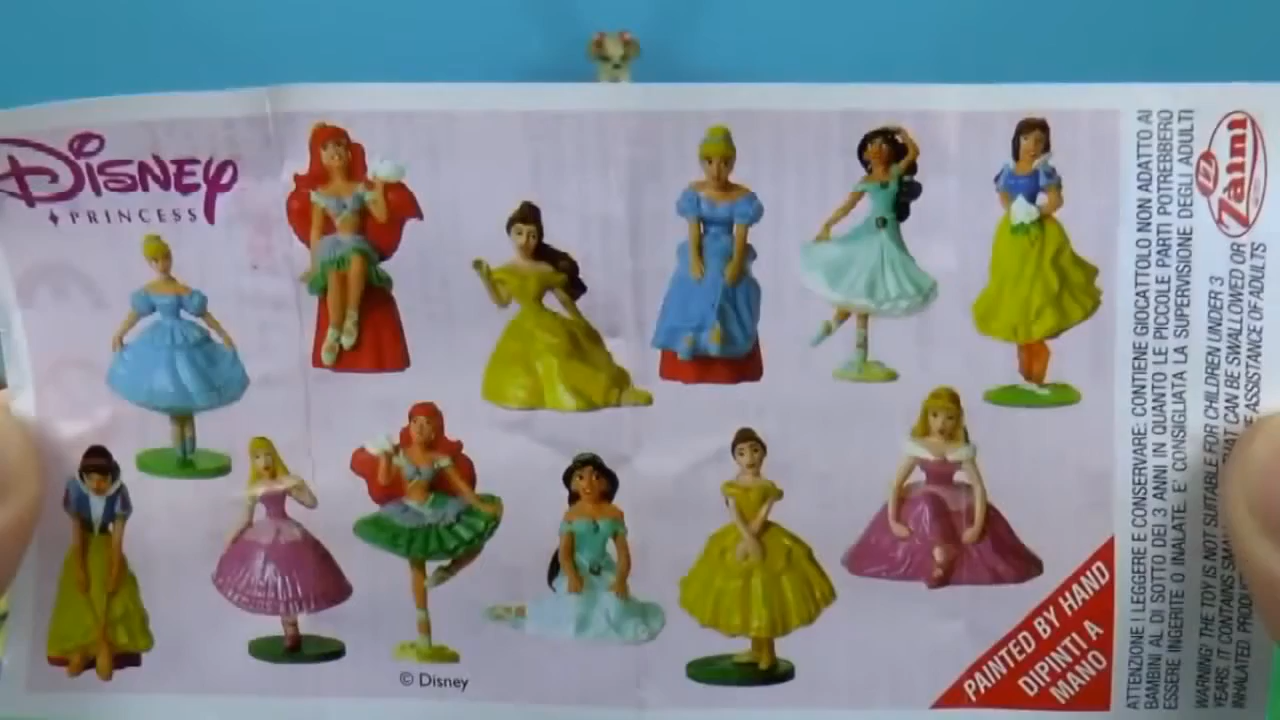 Disney
PRINCESS
© Disney
PAINTED BY HAND
DIPINTI A
MANO
ATTENZIONE ! LEGGERE E CONSERVARE: CONTIENE GIOCATTOLO NON ADATTO AI
BAMBINI AL DI SOTTO DEI 3 ANNI IN QUANTO LE PICCOLE PARTI POTREBBERO
ESSERE INGERITE O INALATE. E' CONSIGLIATA LA SUPERVISIONE DEGLI ADULTI
WARNING! THE TOY IS NOT SUITABLE FOR CHILDREN UNDER 3
YEARS. IT CONTAINS THAT CAN BE SWALLOWED OR
INHALATED. ASSISTANCE OF ADULTS
LZ
Zàini